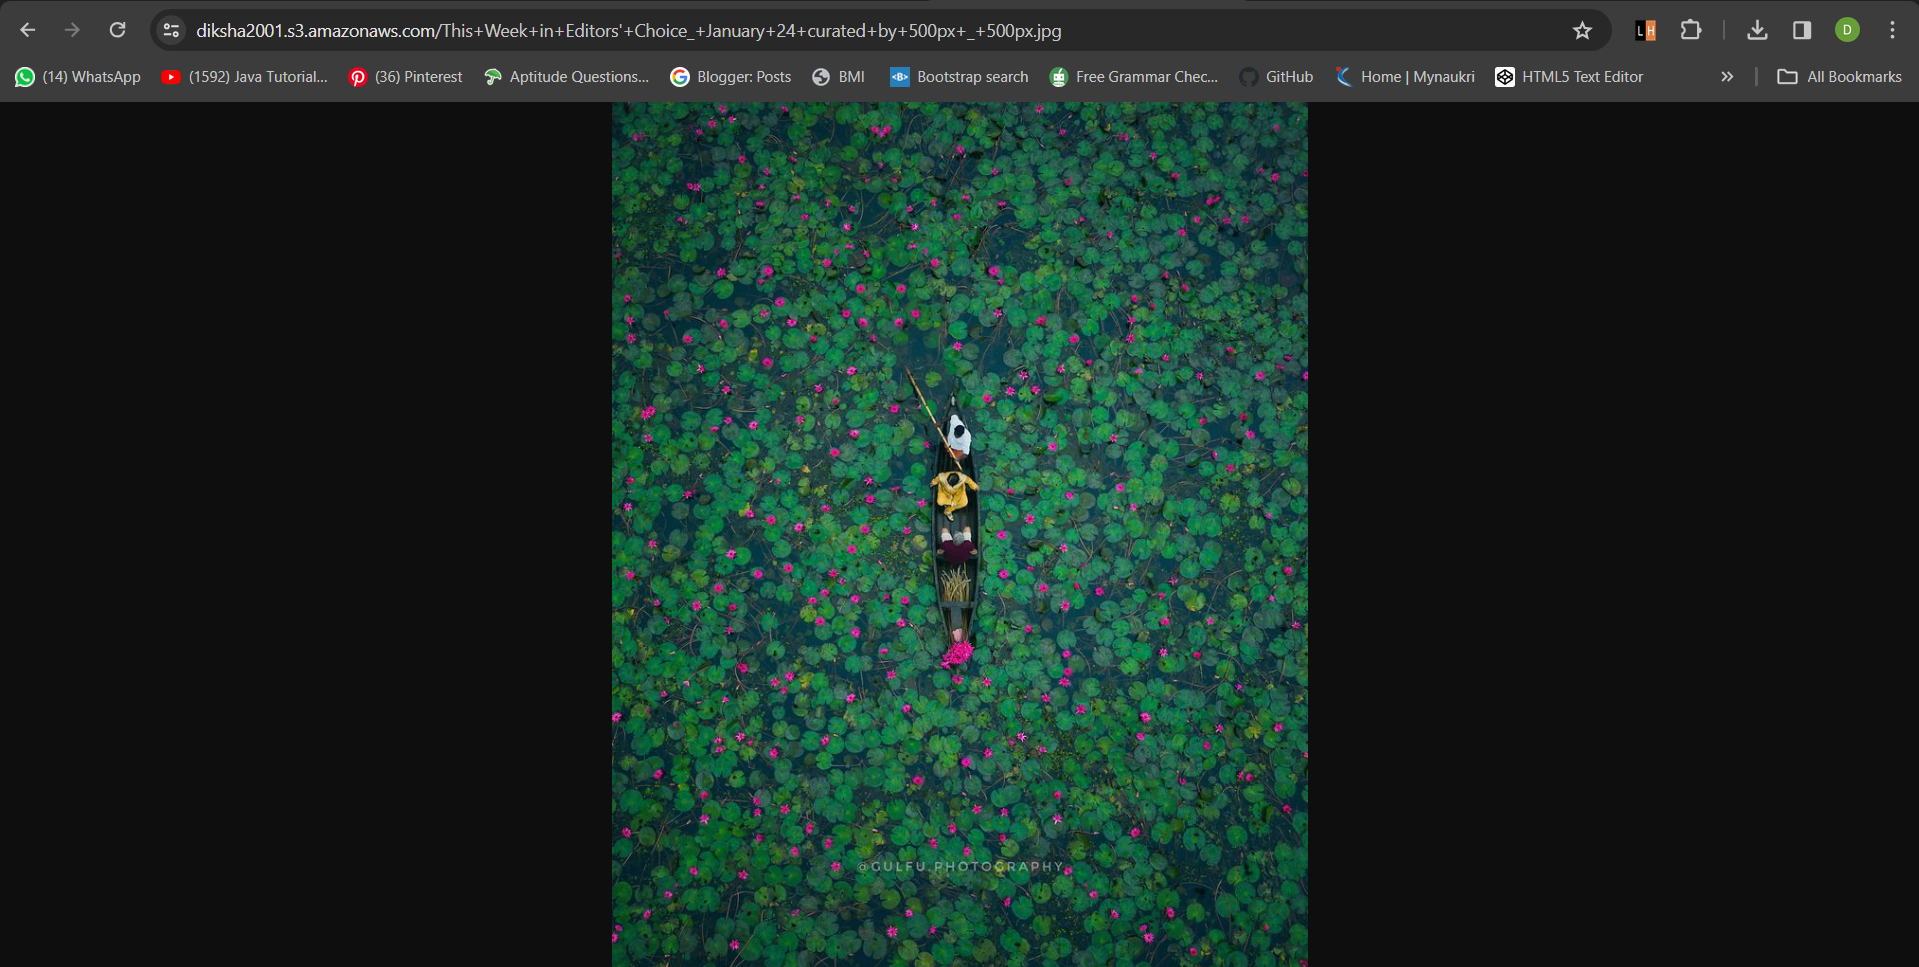 diksha2001.s3.amazonaws.com/This+Week+in+Editors'+Choice_+January+24+curated+by+500px+_+500px.jpg
LH
D
(14) WhatsApp
(1592) Java Tutorial...
(36) Pinterest
Aptitude Questions...
Blogger: Posts
BMI
<B>
Bootstrap search
Free Grammar Chec...
GitHub
Home | Mynaukri
HTML5 Text Editor
»
All Bookmarks
@GULFU.PHOTOGRAPHY